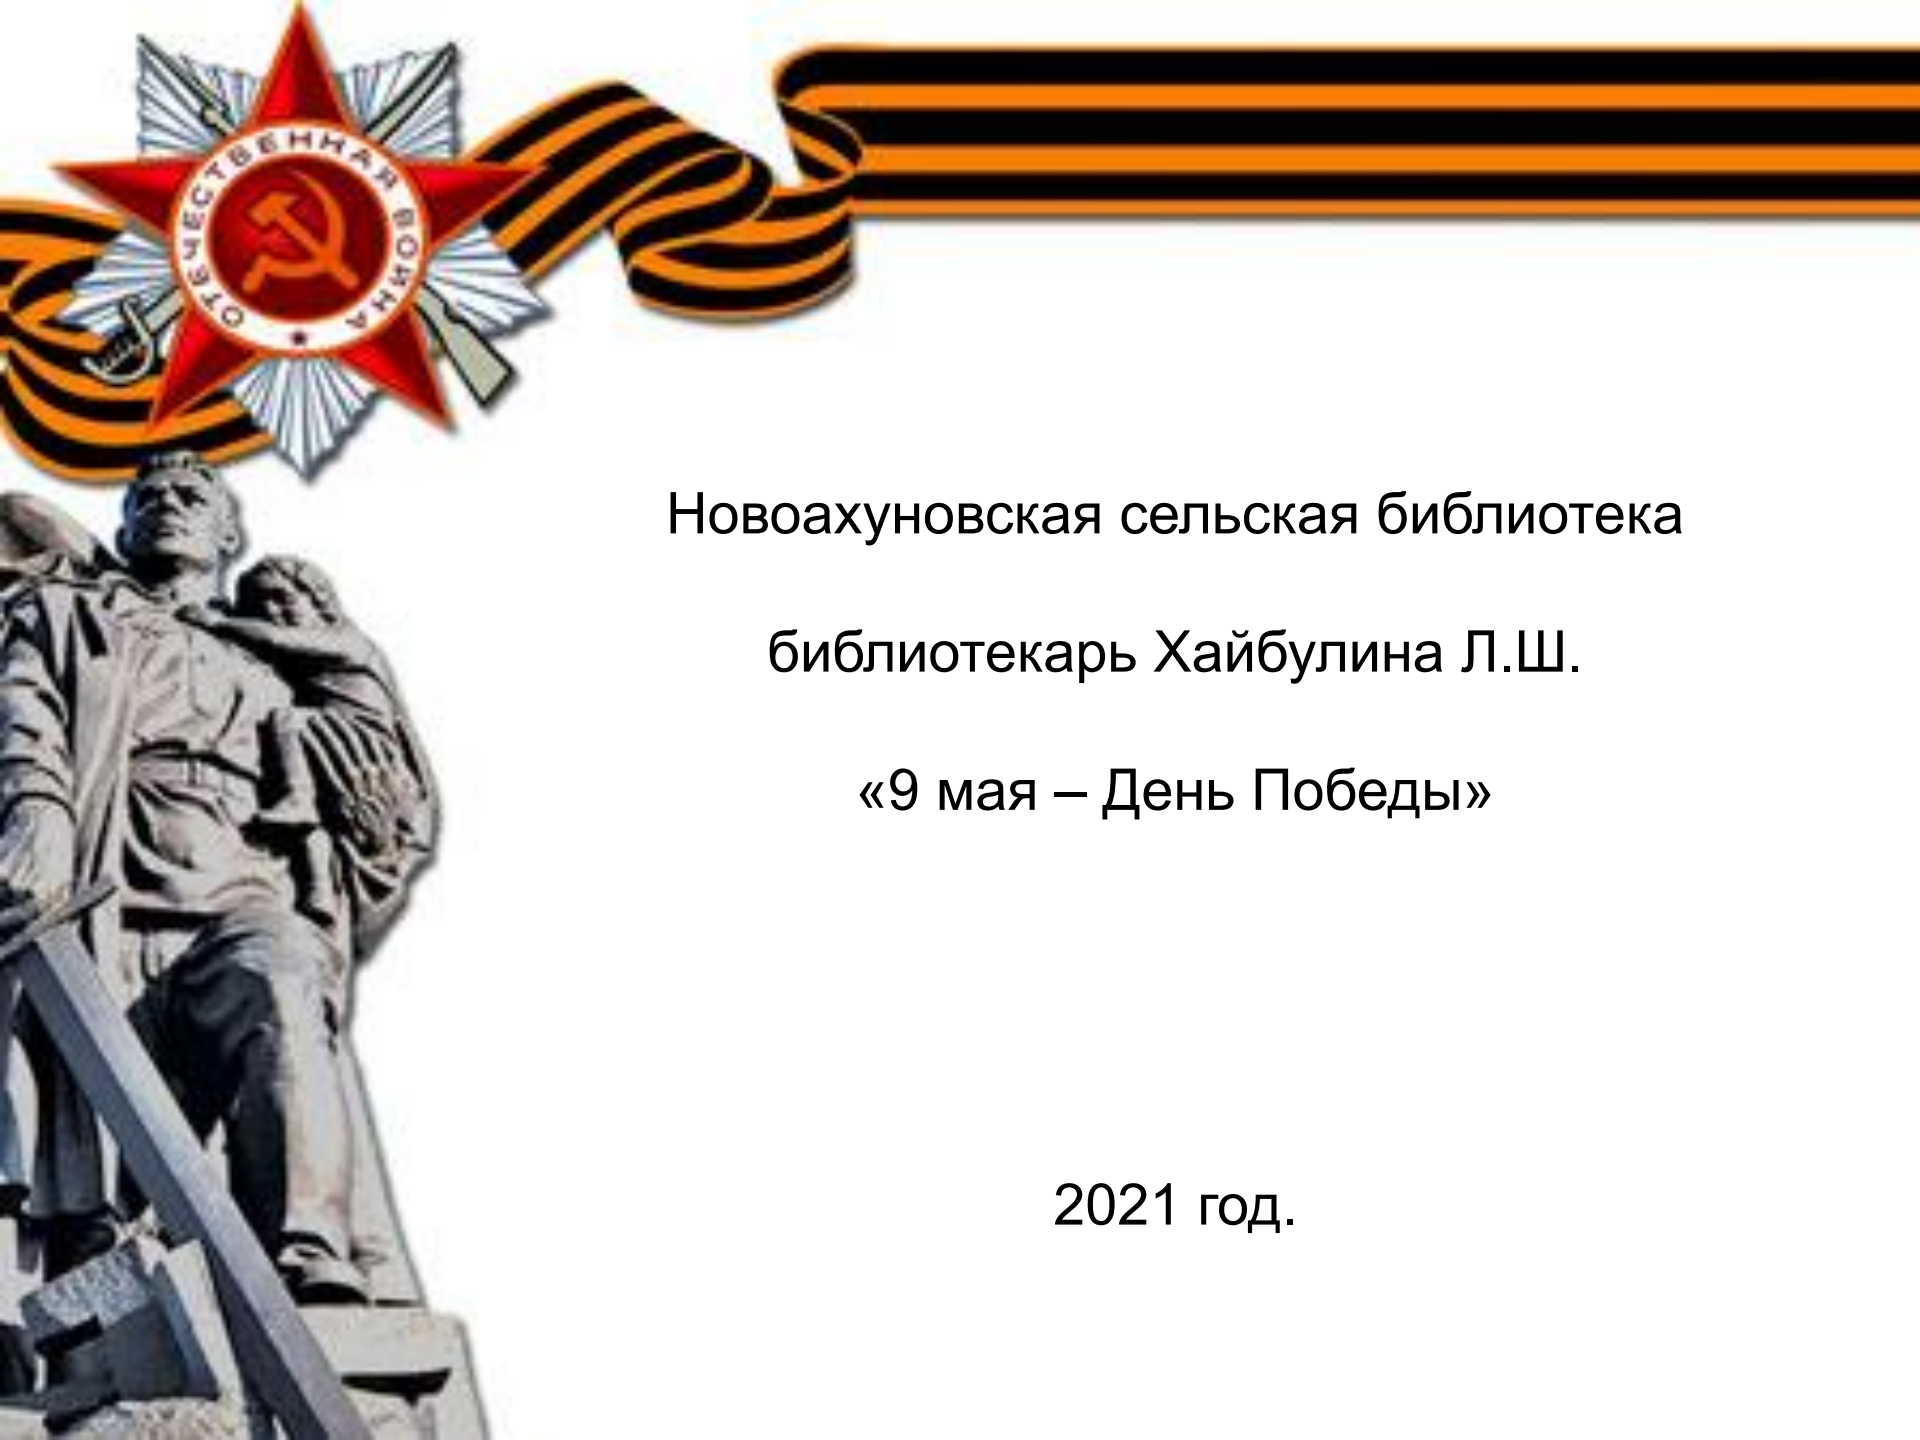 ОТЕЧЕСТВЕННАЯ ВОЙНА
Новоахуновская сельская библиотека
библиотекарь Хайбулина Л.Ш.
«9 мая – День Победы»
2021 год.